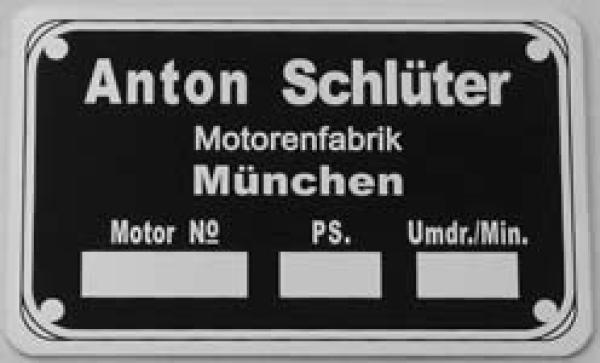 Anton Schlüter
Motorenfabrik
München
Motor Nº PS. Umdr./Min.